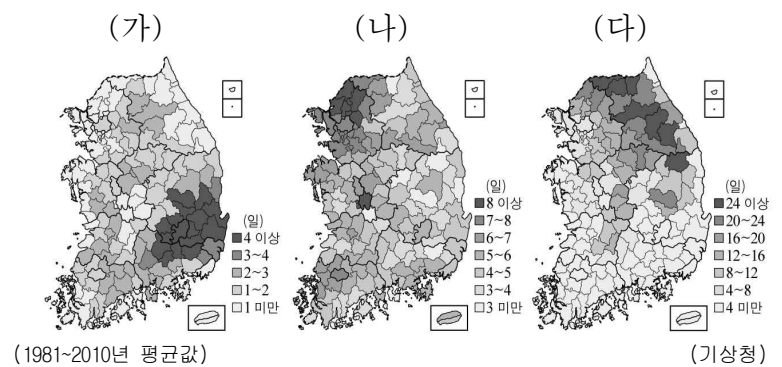 (가)
(나)
(다)
(일)
4 이상
3~4
2~3
1~2
1 미만
(일)
8 이상
7~8
6~7
5~6
4~5
3~4
3 미만
(일)
24 이상
20~24
16~20
12~16
8~12
4~8
4 미만
(1981~2010년 평균값)
(기상청)